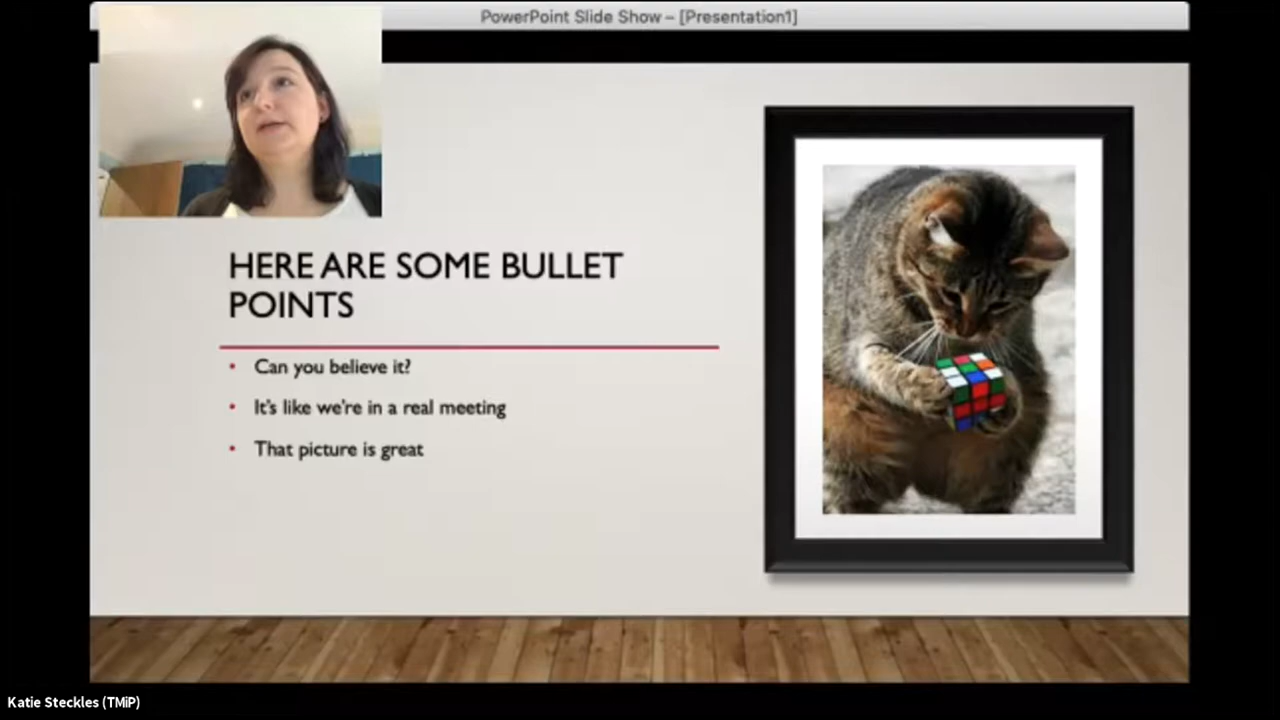 PowerPoint Slide Show – [Presentation1]
HERE ARE SOME BULLET
POINTS
• Can you believe it?
• It's like we're in a real meeting
• That picture is great
Katie Steckles (TMiP)